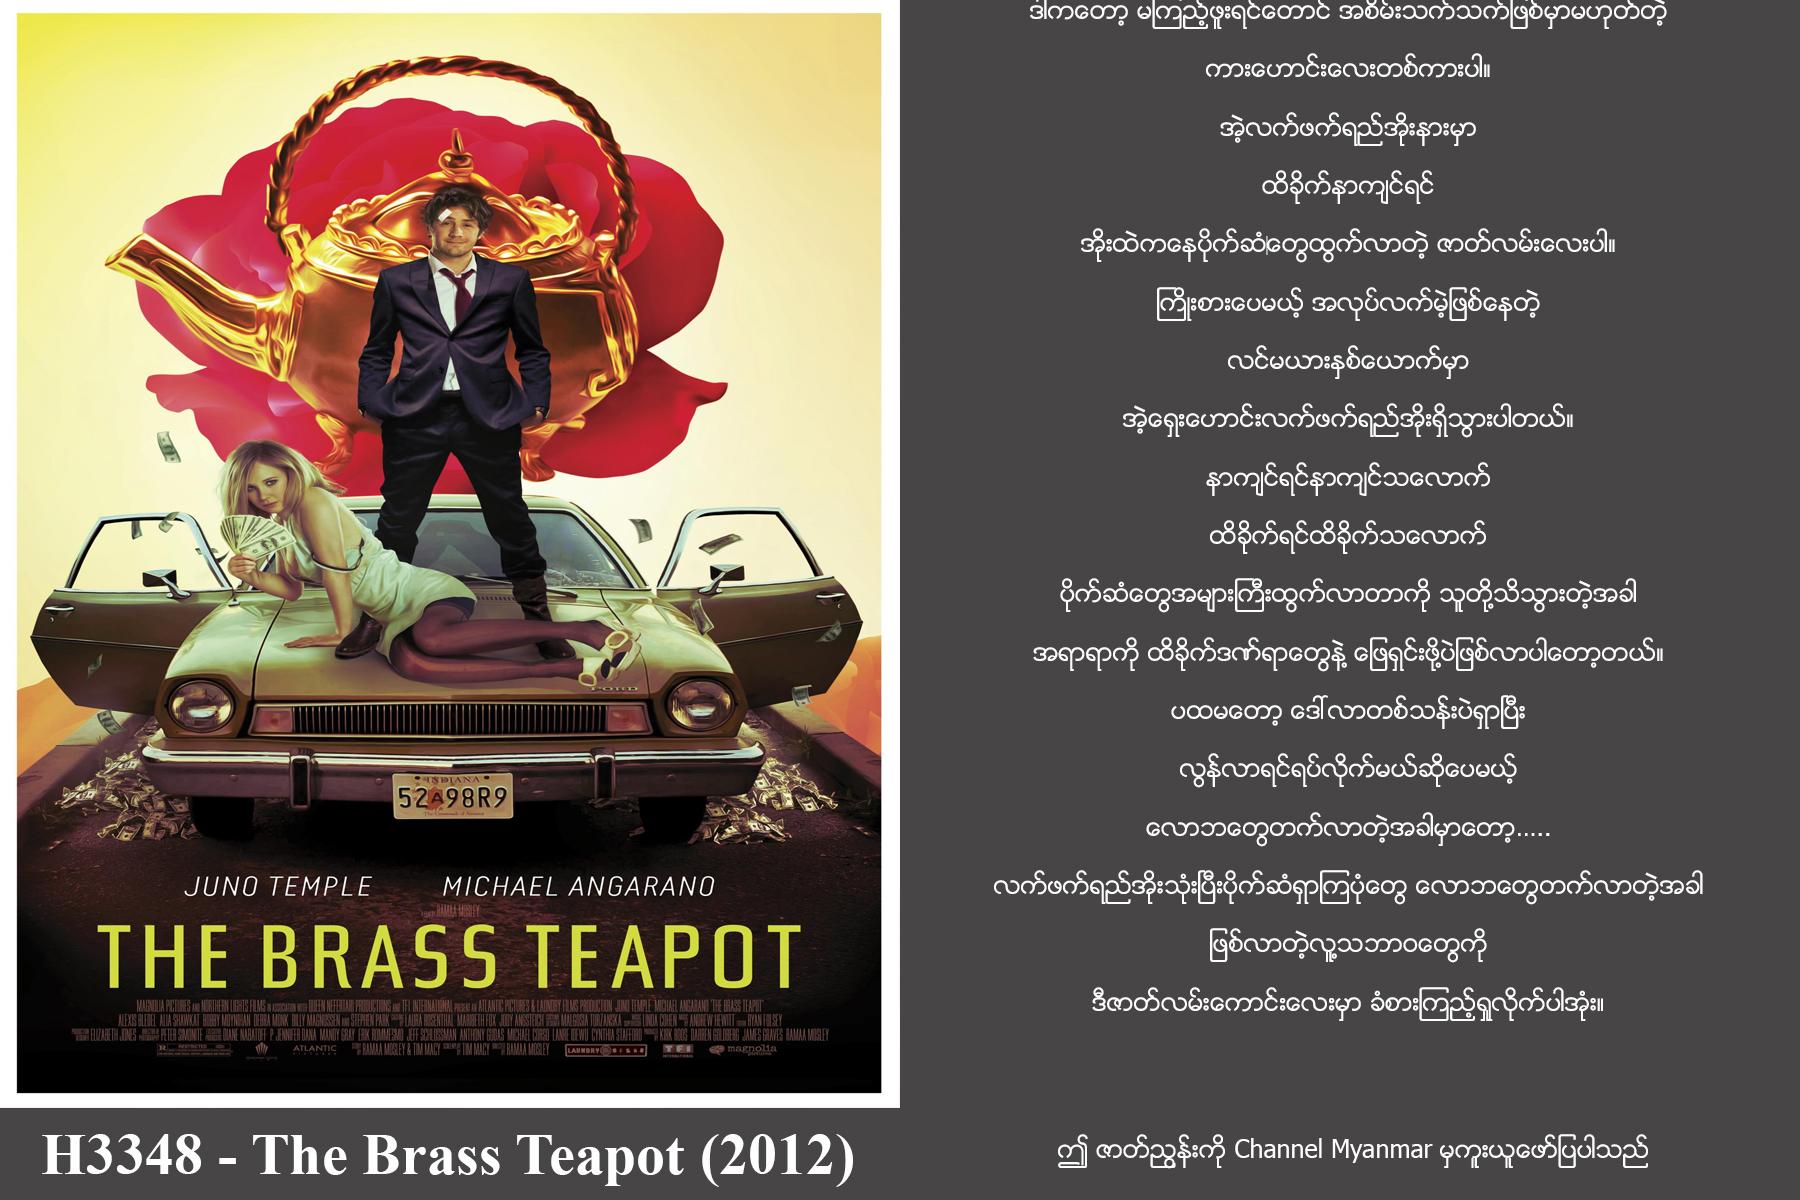 INDIANA
52A98R9
FORD
JUNO TEMPLE MICHAEL ANGARANO
THE BRASS TEAPOT
ATLANTIC
LAUNDRY FILMS
magnolia pictures
H3348 - The Brass Teapot (2012)
ဒါကတော့ မကြည့်ဖူးရင်တောင် အစိမ်းသက်သက်ဖြစ်မှာမဟုတ်တဲ့
ကားဟောင်းလေးတစ်ကားပါ။
အဲ့လက်ဖက်ရည်အိုးနားမှာ
ထိခိုက်နာကျင်ရင်
အိုးထဲကနေပိုက်ဆံတွေထွက်လာတဲ့ ဇာတ်လမ်းလေးပါ။
ကြိုးစားပေမယ့် အလုပ်လက်မဲ့ဖြစ်နေတဲ့
လင်မယားနှစ်ယောက်မှာ
အဲ့ရှေးဟောင်းလက်ဖက်ရည်အိုးရှိသွားပါတယ်။
နာကျင်ရင်နာကျင်သလောက်
ထိခိုက်ရင်ထိခိုက်သလောက်
ပိုက်ဆံတွေအများကြီးထွက်လာတာကို သူတို့သိသွားတဲ့အခါ
အရာရာကို ထိခိုက်ဒဏ်ရာတွေနဲ့ ဖြေရှင်းဖို့ပဲဖြစ်လာပါတော့တယ်။
ပထမတော့ ဒေါ်လာတစ်သန်းပဲရှာပြီး
လွန်လာရင်ရပ်လိုက်မယ်ဆိုပေမယ့်
လောဘတွေတက်လာတဲ့အခါမှာတော့.....
လက်ဖက်ရည်အိုးသုံးပြီးပိုက်ဆံရှာကြပုံတွေ လောဘတွေတက်လာတဲ့အခါ
ဖြစ်လာတဲ့လူ့သဘာဝတွေကို
ဒီဇာတ်လမ်းကောင်းလေးမှာ ခံစားကြည့်ရှုလိုက်ပါအုံး။
ဤ ဇာတ်ညွှန်းကို Channel Myanmar မှကူးယူဖော်ပြပါသည်